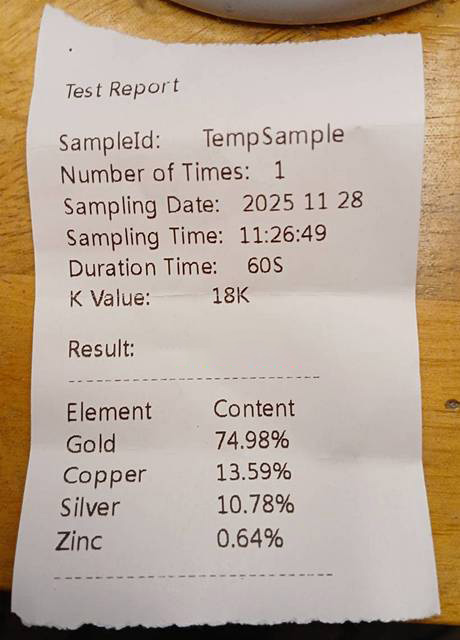 Test Report
SampleId: TempSample
Number of Times: 1
Sampling Date: 2025 11 28
Sampling Time: 11:26:49
Duration Time: 60S
K Value: 18K
Result:
Element Content
Gold 74.98%
Copper 13.59%
Silver 10.78%
Zinc 0.64%